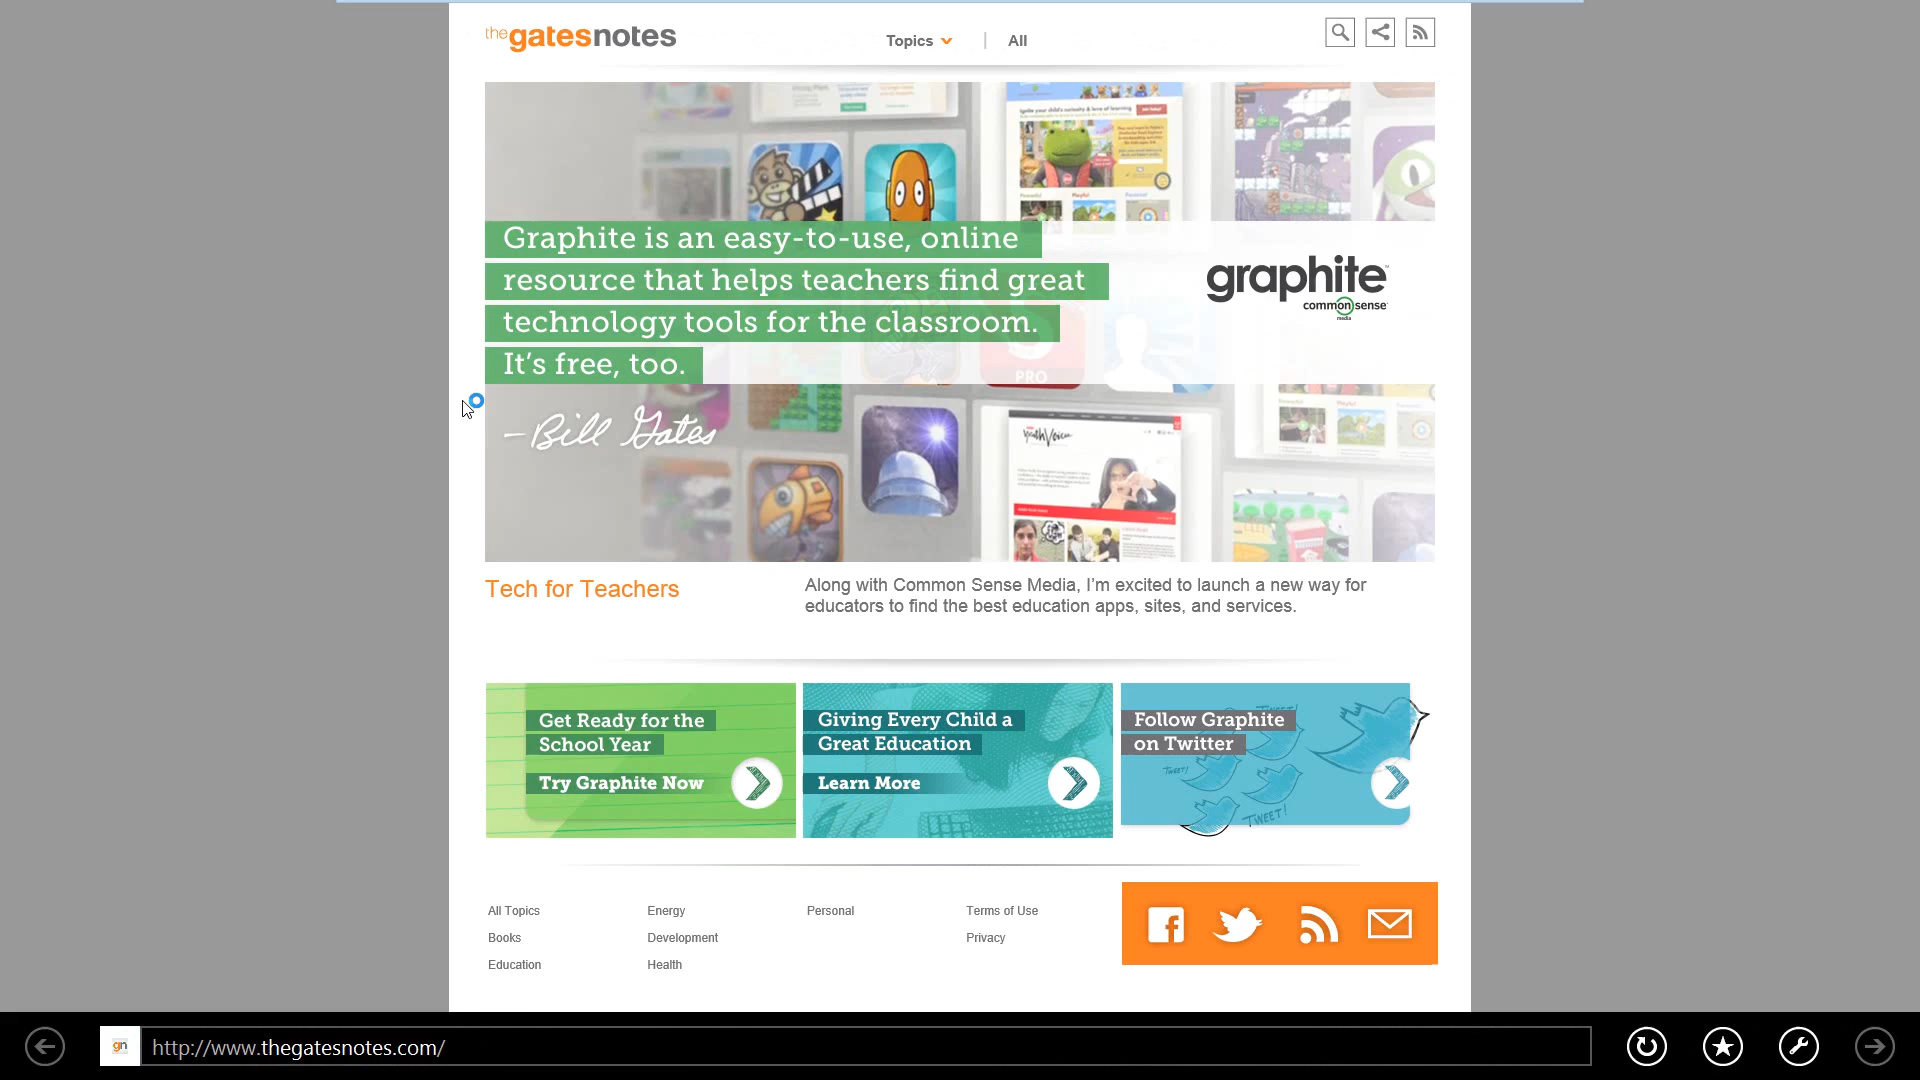 thegatesnotes
Topics | All
Graphite is an easy-to-use, online
resource that helps teachers find great
technology tools for the classroom.
It's free, too.
graphite
common sense
media
PRO
–Bill Gates
Tech for Teachers
Along with Common Sense Media, I'm excited to launch a new way for
educators to find the best education apps, sites, and services.
Get Ready for the
School Year
Try Graphite Now
Giving Every Child a
Great Education
Learn More
Follow Graphite
on Twitter
TWEET!
TWEET!
All Topics
Books
Education
Energy
Development
Health
Personal
Terms of Use
Privacy
gn
http://www.thegatesnotes.com/